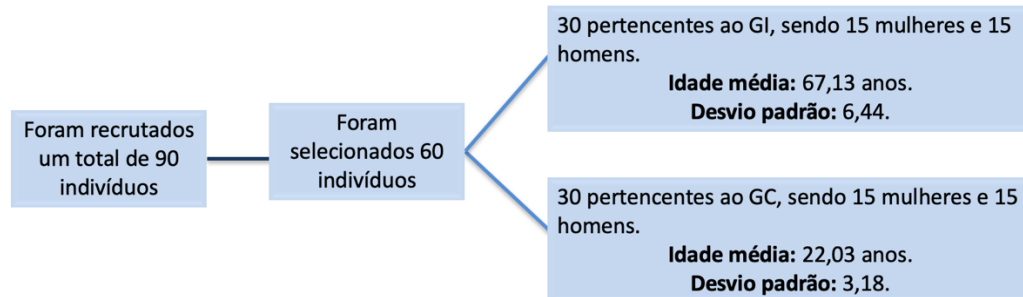 Foram recrutados
um total de 90
indivíduos
Foram
selecionados 60
indivíduos
30 pertencentes ao GI, sendo 15 mulheres e 15
homens.
Idade média: 67,13 anos.
Desvio padrão: 6,44.
30 pertencentes ao GC, sendo 15 mulheres e 15
homens.
Idade média: 22,03 anos.
Desvio padrão: 3,18.